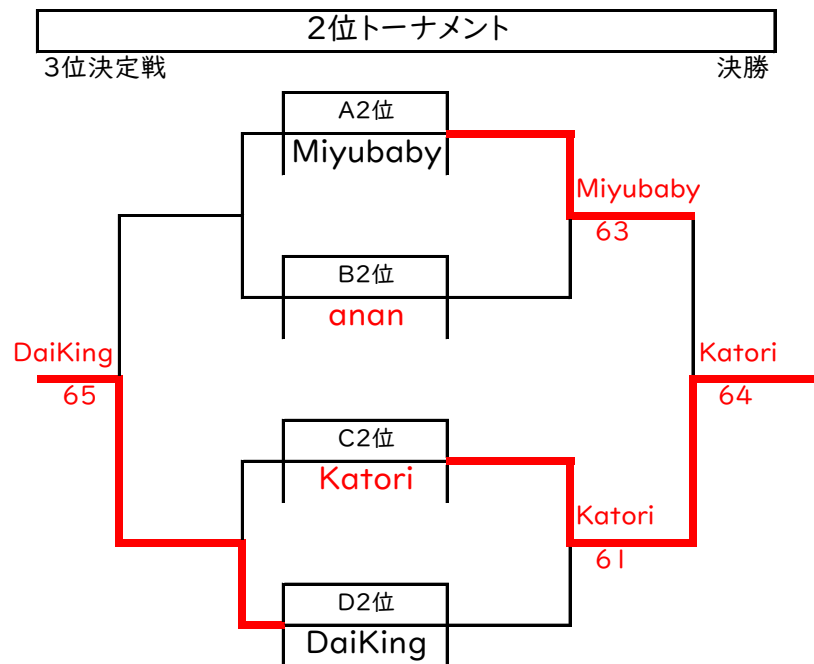 2位トーナメント
3位決定戦
決勝
A2位
Miyubaby
Miyubaby
63
B2位
anan
DaiKing
65
Katori
64
C2位
Katori
Katori
61
D2位
DaiKing